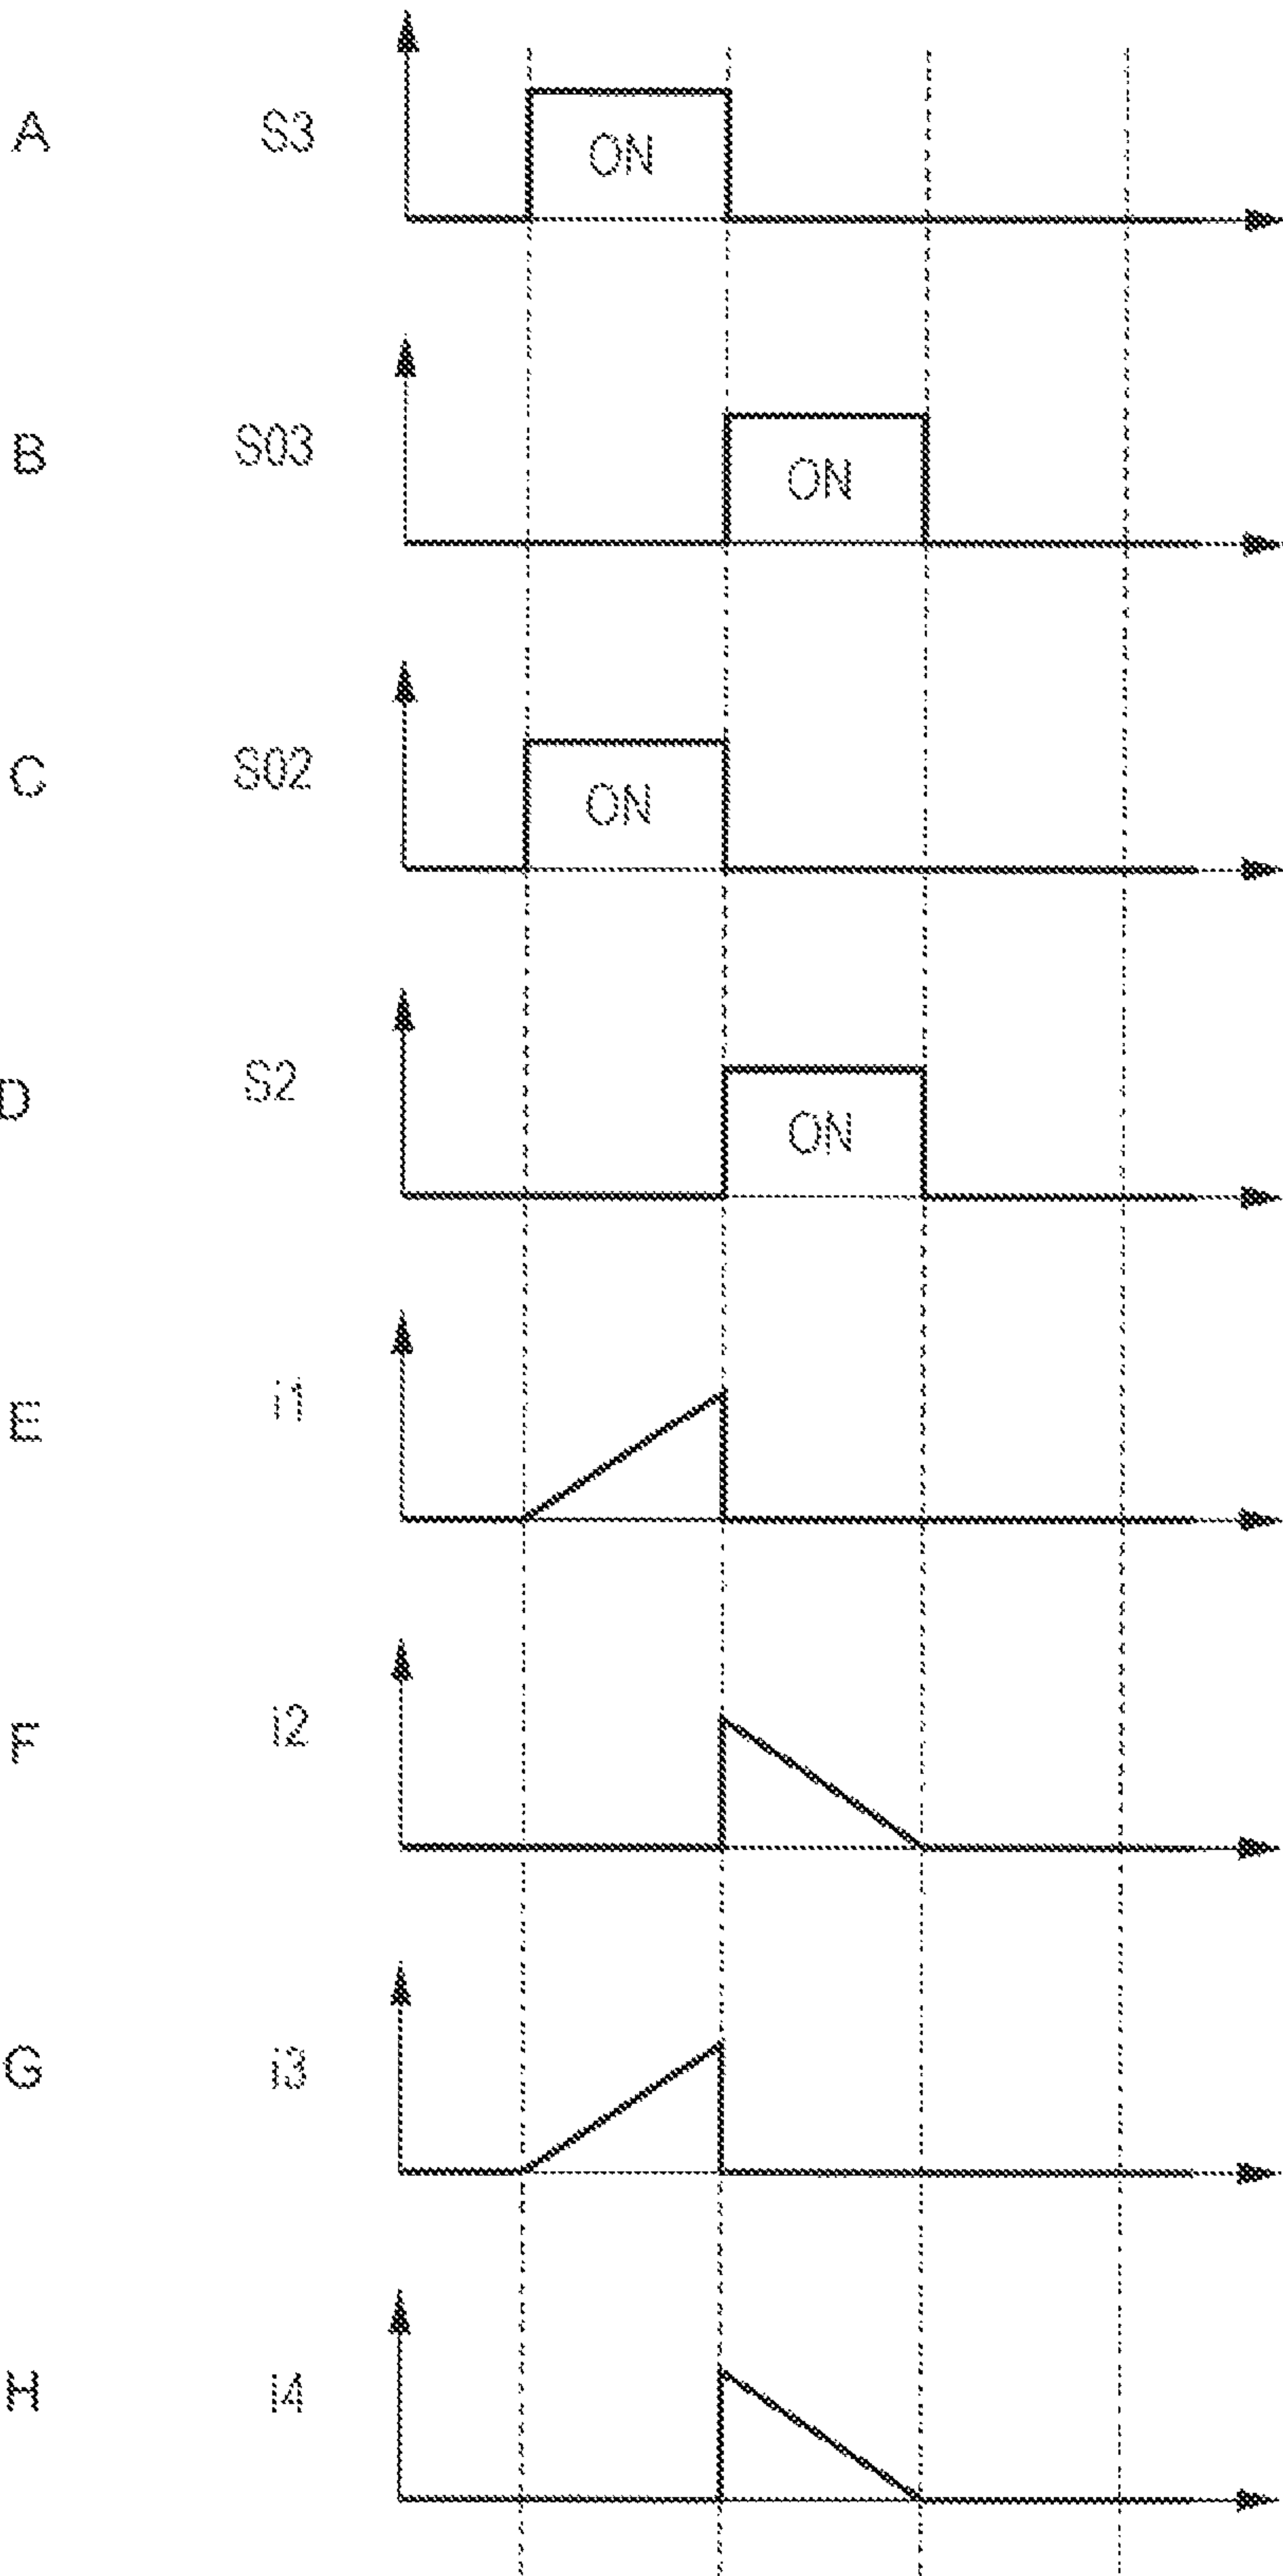 A S3 ON
B S03 ON
C S02 ON
D S2 ON
E i1
F i2
G i3
H i4